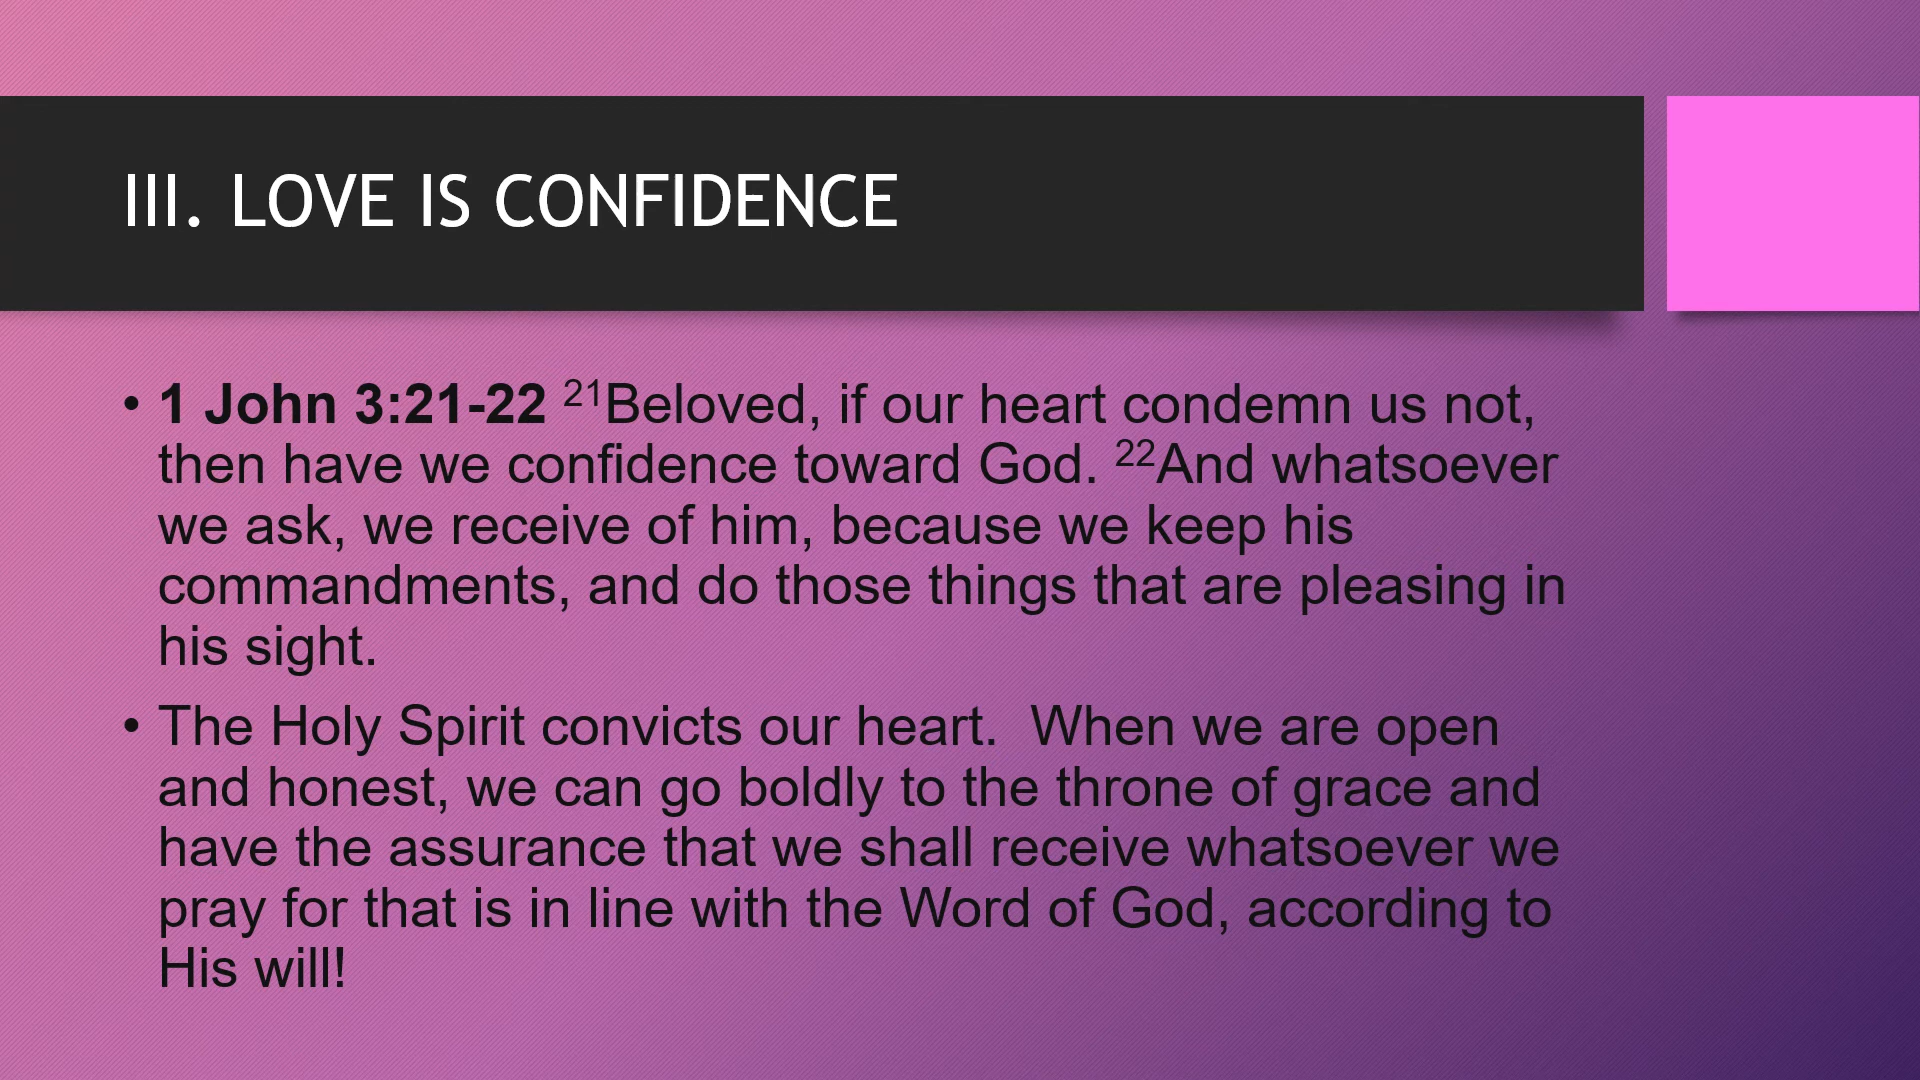 III. LOVE IS CONFIDENCE
• 1 John 3:21-22 ²¹Beloved, if our heart condemn us not,
then have we confidence toward God. ²²And whatsoever
we ask, we receive of him, because we keep his
commandments, and do those things that are pleasing in
his sight.
• The Holy Spirit convicts our heart.  When we are open
and honest, we can go boldly to the throne of grace and
have the assurance that we shall receive whatsoever we
pray for that is in line with the Word of God, according to
His will!